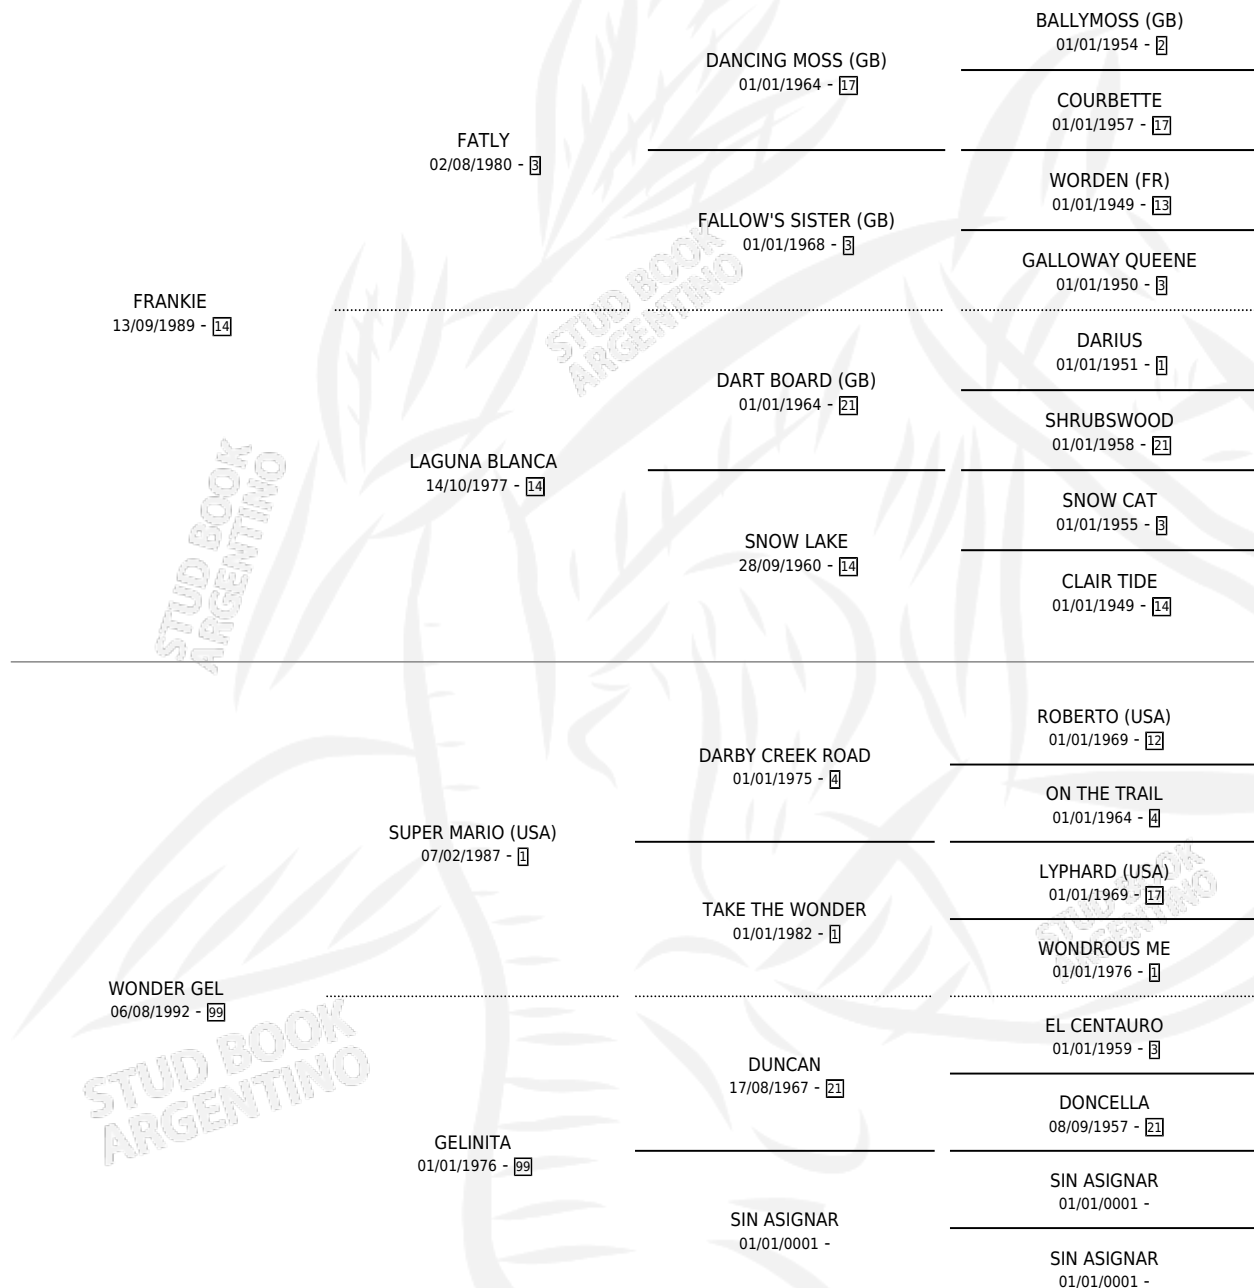 BALLYMOSS (GB)
01/01/1954 - 2
DANCING MOSS (GB)
01/01/1964 - 17
COURBETTE
01/01/1957 - 17
FATLY
02/08/1980 - 3
WORDEN (FR)
01/01/1949 - 13
FALLOW'S SISTER (GB)
01/01/1968 - 3
GALLOWAY QUEENE
01/01/1950 - 3
FRANKIE
13/09/1989 - 14
STUD BOOK
ARGENTINO
DARIUS
01/01/1951 - 1
DART BOARD (GB)
01/01/1964 - 21
SHRUBSWOOD
01/01/1958 - 21
LAGUNA BLANCA
14/10/1977 - 14
SNOW CAT
01/01/1955 - 3
SNOW LAKE
28/09/1960 - 14
CLAIR TIDE
01/01/1949 - 14
STUD BOOK
ARGENTINO
ROBERTO (USA)
01/01/1969 - 12
DARBY CREEK ROAD
01/01/1975 - 4
ON THE TRAIL
01/01/1964 - 4
SUPER MARIO (USA)
07/02/1987 - 1
LYPHARD (USA)
01/01/1969 - 17
STUD BOOK
ARGENTINO
TAKE THE WONDER
01/01/1982 - 1
WONDROUS ME
01/01/1976 - 1
WONDER GEL
06/08/1992 - 99
STUD BOOK
ARGENTINO
EL CENTAURO
01/01/1959 - 3
DUNCAN
17/08/1967 - 21
DONCELLA
08/09/1957 - 21
GELINITA
01/01/1976 - 99
SIN ASIGNAR
01/01/0001 -
SIN ASIGNAR
01/01/0001 -
SIN ASIGNAR
01/01/0001 -